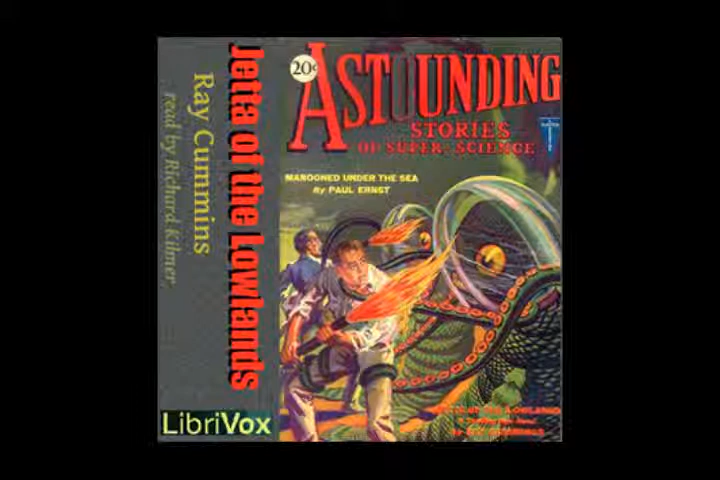 Jetta of the Lowlands
Ray Cummins
read by Richard Kilmer
LibriVox
20¢
ASTOUNDING
STORIES
OF SUPER-SCIENCE
MAROONED UNDER THE SEA
By PAUL ERNST